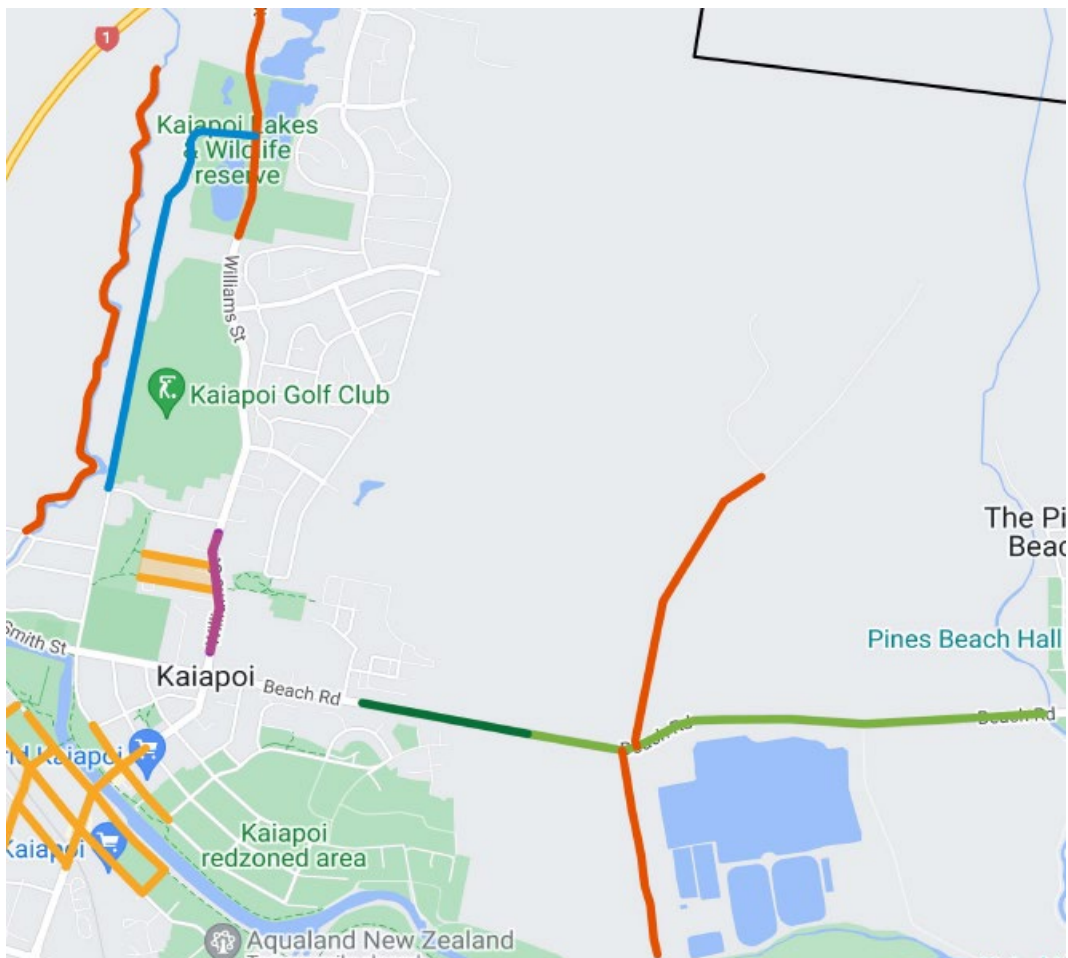 1
Kaiapoi Lakes
& Wildlife
reserve
Williams St
Kaiapoi Golf Club
The Pi
Beac
Smith St
Pines Beach Hall
Kaiapoi
Beach Rd
Beach Rd
Beach Rd
Kaiapoi
Kaiapoi
redzoned area
Kaiapoi
Aqualand New Zealand